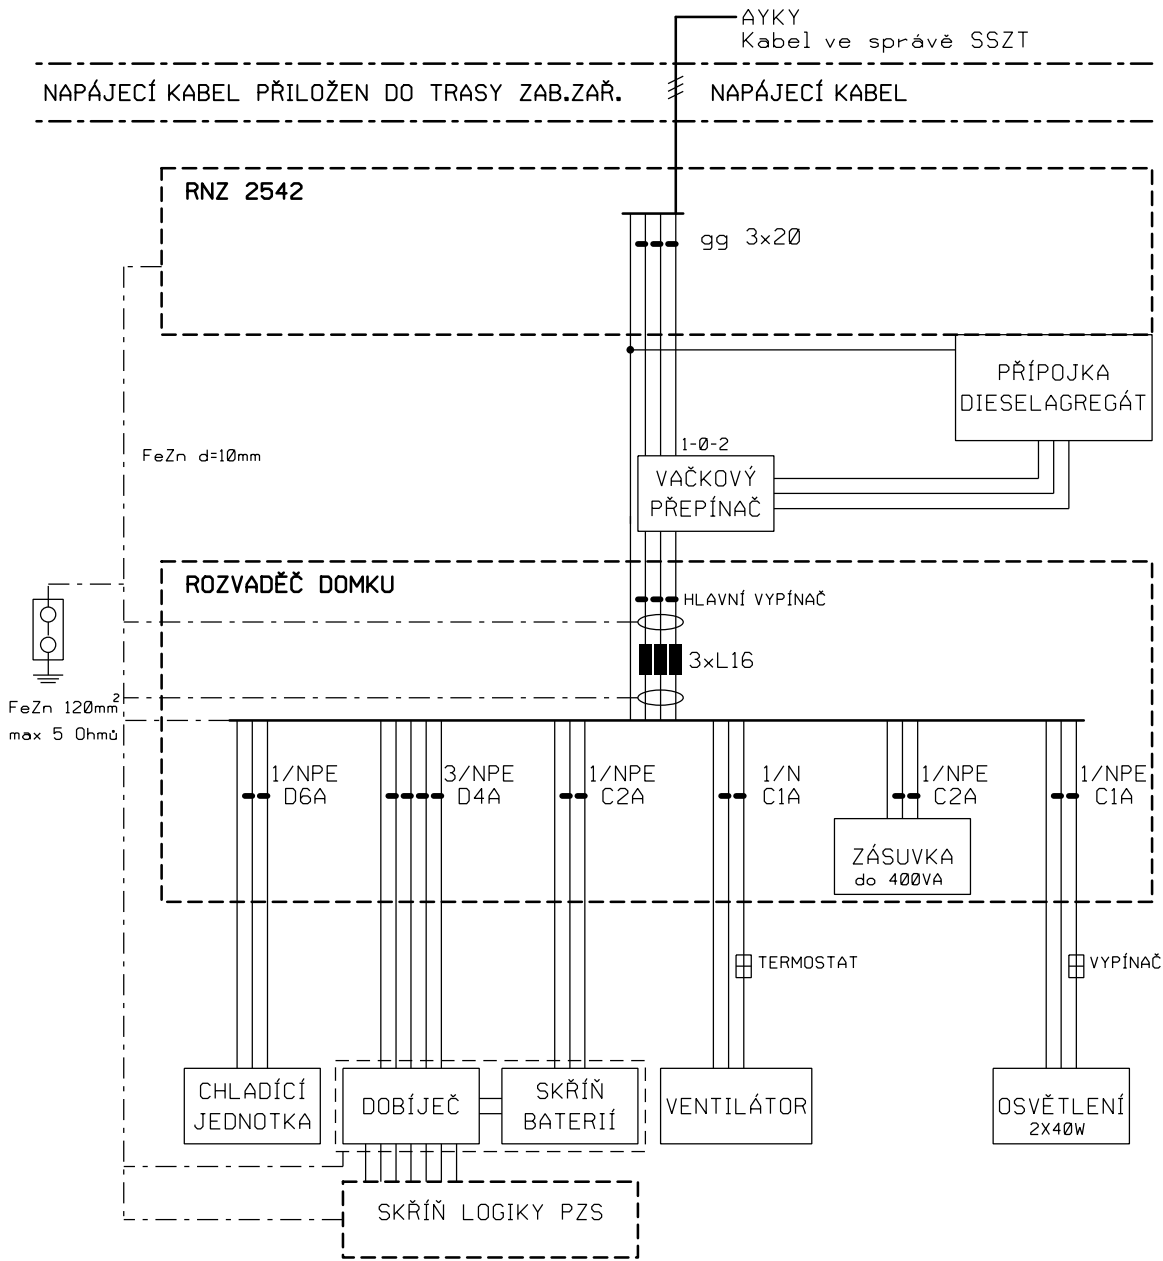 AYKY
Kabel ve správě SSZT
NAPÁJECÍ KABEL PŘILOŽEN DO TRASY ZAB.ZAŘ.
NAPÁJECÍ KABEL
RNZ 2542
gg 3x20
PŘÍPOJKA
DIESELAGREGÁT
1-0-2
FeZn d=10mm
VAČKOVÝ
PŘEPÍNAČ
ROZVADĚČ DOMKU
HLAVNÍ VYPÍNAČ
3xL16
FeZn 120mm²
max 5 Ohmů
1/NPE
D6A
3/NPE
D4A
1/NPE
C2A
1/N
C1A
1/NPE
C2A
1/NPE
C1A
ZÁSUVKA
do 400VA
TERMOSTAT
VYPÍNAČ
CHLADÍCÍ
JEDNOTKA
DOBÍJEČ
SKŘÍŇ
BATERIÍ
VENTILÁTOR
OSVĚTLENÍ
2X40W
SKŘÍŇ LOGIKY PZS